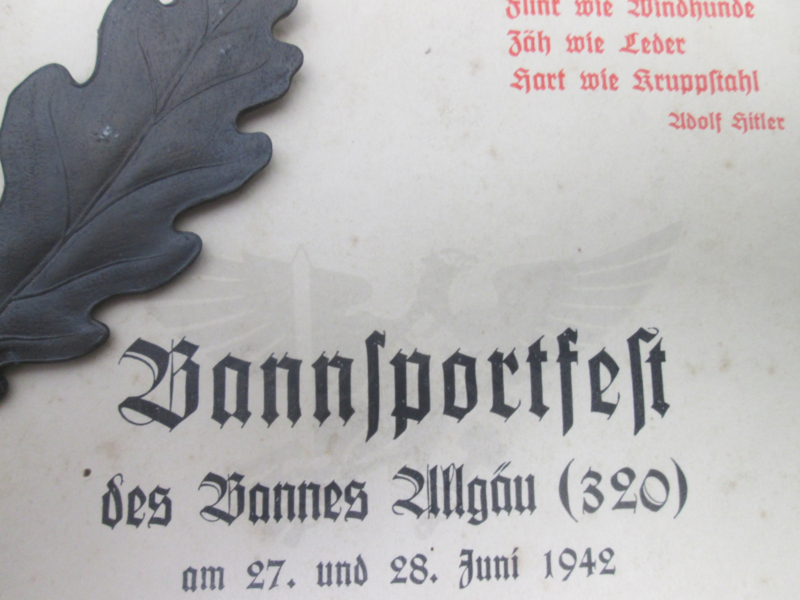 Flink wie Windhunde
Zäh wie Leder
Hart wie Kruppstahl
Adolf Hitler
Bannsportfest
des Bannes Allgäu (320)
am 27. und 28. Juni 1942